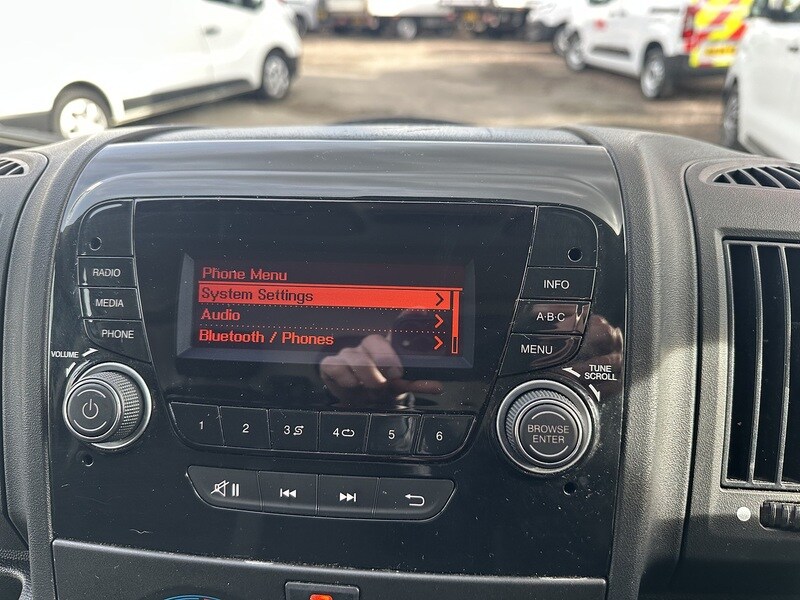 Phone Menu
System Settings
Audio
Bluetooth / Phones
RADIO
MEDIA
PHONE
VOLUME
INFO
A·B·C
MENU
TUNE
SCROLL
BROWSE
ENTER
1 2 3 4 5 6